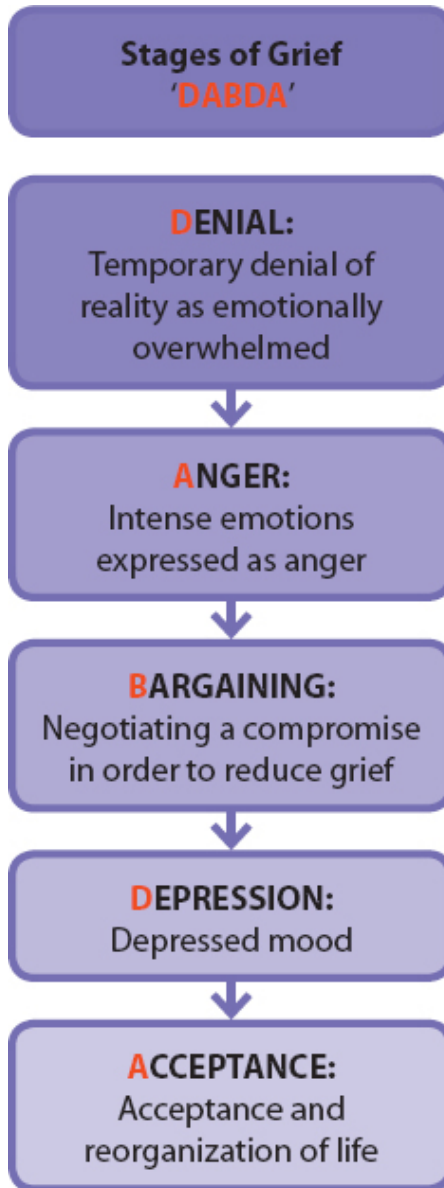 Stages of Grief
‘DABDA’
DENIAL:
Temporary denial of
reality as emotionally
overwhelmed
ANGER:
Intense emotions
expressed as anger
BARGAINING:
Negotiating a compromise
in order to reduce grief
DEPRESSION:
Depressed mood
ACCEPTANCE:
Acceptance and
reorganization of life